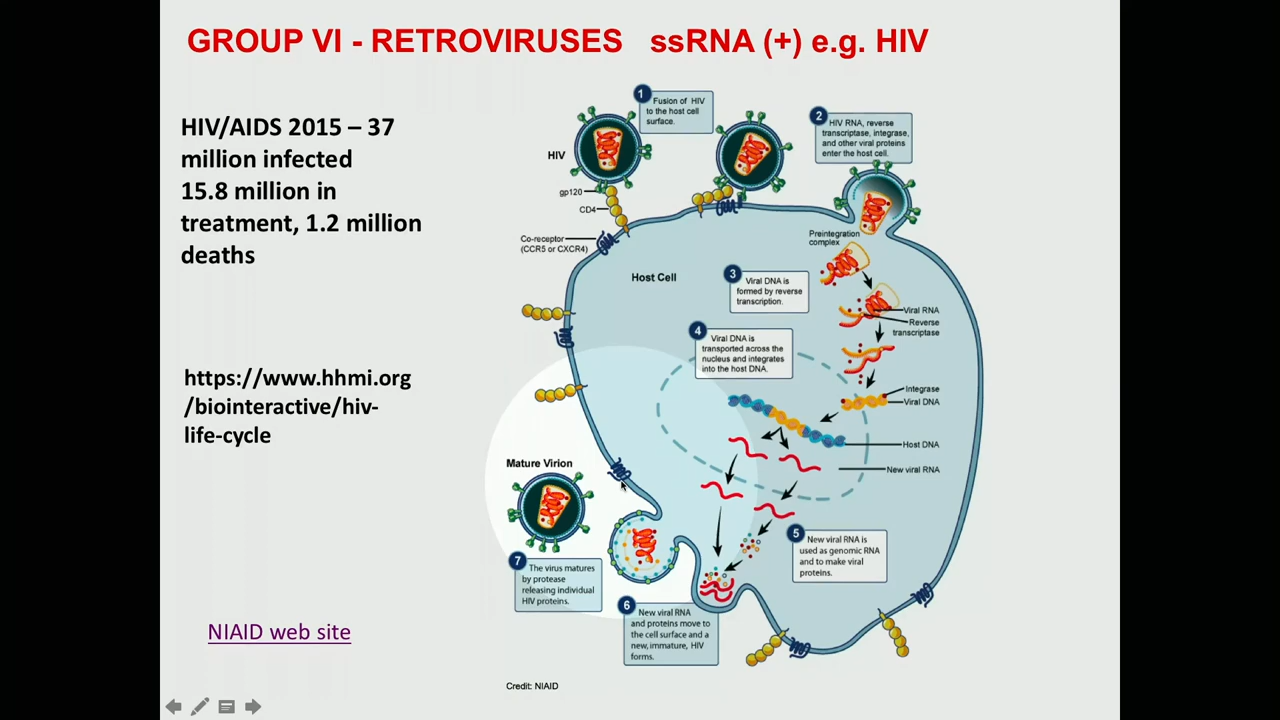 GROUP VI - RETROVIRUSES ssRNA (+) e.g. HIV
HIV/AIDS 2015 – 37
million infected
15.8 million in
treatment, 1.2 million
deaths
https://www.hhmi.org
/biointeractive/hiv-
life-cycle
NIAID web site
1
Fusion of HIV
to the host cell
surface.
2
HIV RNA, reverse
transcriptase, integrase,
and other viral proteins
enter the host cell.
HIV
gp120
CD4
Co-receptor
(CCR5 or CXCR4)
Preintegration
complex
Host Cell
3
Viral DNA is
formed by reverse
transcription.
Viral RNA
Reverse
transcriptase
4
Viral DNA is
transported across the
nucleus and integrates
into the host DNA.
Integrase
Viral DNA
Host DNA
New viral RNA
Mature Virion
5
New viral RNA is
used as genomic RNA
and to make viral
proteins.
7
The virus matures
by protease
releasing individual
HIV proteins.
6
New viral RNA
and proteins move to
the cell surface and a
new, immature, HIV
forms.
Credit: NIAID